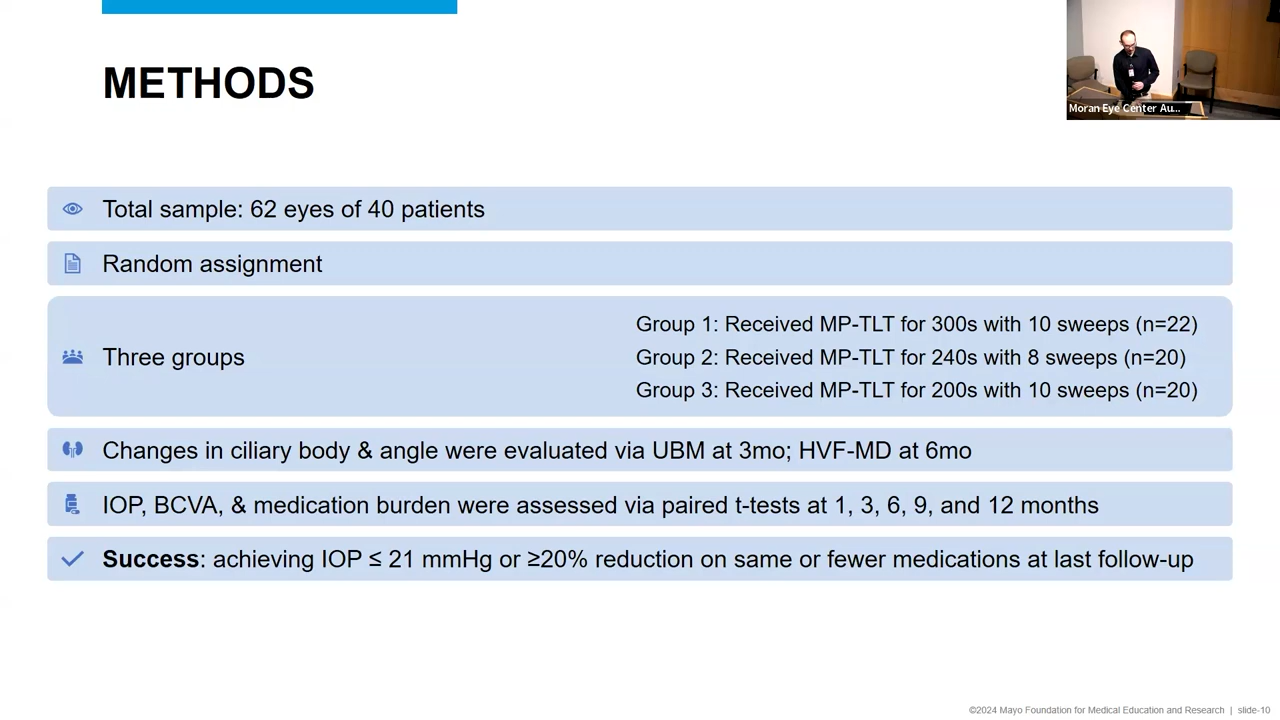 METHODS
Moran Eye Center Au...
Total sample: 62 eyes of 40 patients
Random assignment
Three groups
Group 1: Received MP-TLT for 300s with 10 sweeps (n=22)
Group 2: Received MP-TLT for 240s with 8 sweeps (n=20)
Group 3: Received MP-TLT for 200s with 10 sweeps (n=20)
Changes in ciliary body & angle were evaluated via UBM at 3mo; HVF-MD at 6mo
IOP, BCVA, & medication burden were assessed via paired t-tests at 1, 3, 6, 9, and 12 months
Success: achieving IOP ≤ 21 mmHg or ≥20% reduction on same or fewer medications at last follow-up
©2024 Mayo Foundation for Medical Education and Research | slide-10